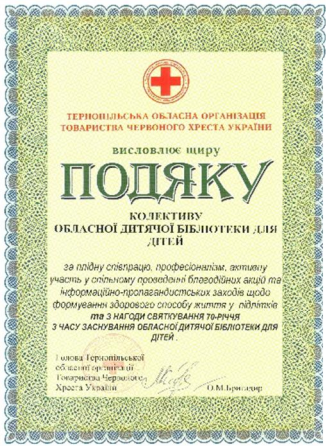 ТЕРНОПІЛЬСЬКА ОБЛАСНА ОРГАНІЗАЦІЯ
ТОВАРИСТВА ЧЕРВОНОГО ХРЕСТА УКРАЇНИ
висловлює щиру
ПОДЯКУ
КОЛЕКТИВУ
ОБЛАСНОЇ ДИТЯЧОЇ БІБЛІОТЕКИ ДЛЯ
ДІТЕЙ
за плідну співпрацю, професіоналізм, активну
участь у спільному проведенні благодійних акцій та
інформаційно-пропагандистських заходів щодо
формування здорового способу життя у підлітків
та З НАГОДИ СВЯТКУВАННЯ 70-РІЧЧЯ
З ЧАСУ ЗАСНУВАННЯ ОБЛАСНОЇ ДИТЯЧОЇ БІБЛІОТЕКИ ДЛЯ
ДІТЕЙ .
Голова Тернопільської
обласної організації
Товариства Червоного
Хреста України
О.М.Бригадир